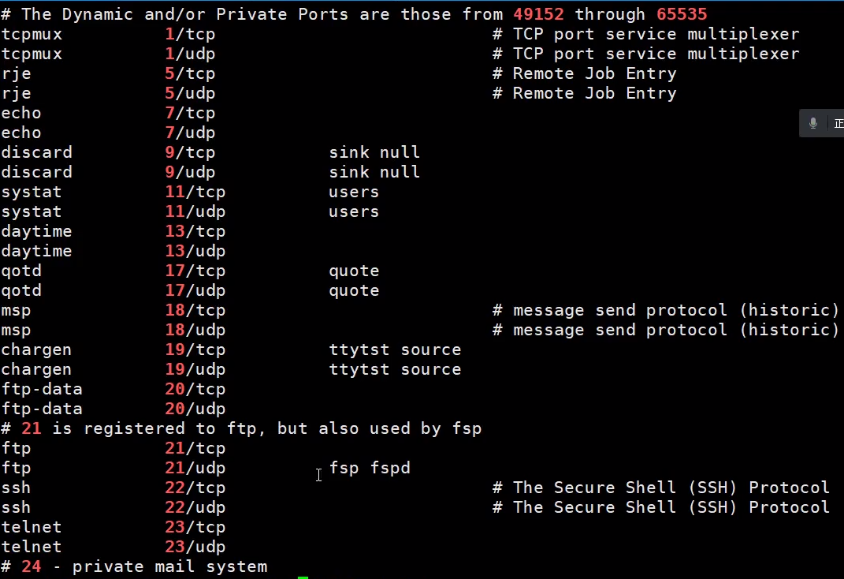 # The Dynamic and/or Private Ports are those from 49152 through 65535
tcpmux 1/tcp # TCP port service multiplexer
tcpmux 1/udp # TCP port service multiplexer
rje 5/tcp # Remote Job Entry
rje 5/udp # Remote Job Entry
echo 7/tcp
echo 7/udp
discard 9/tcp sink null
discard 9/udp sink null
systat 11/tcp users
systat 11/udp users
daytime 13/tcp
daytime 13/udp
qotd 17/tcp quote
qotd 17/udp quote
msp 18/tcp # message send protocol (historic)
msp 18/udp # message send protocol (historic)
chargen 19/tcp ttytst source
chargen 19/udp ttytst source
ftp-data 20/tcp
ftp-data 20/udp
# 21 is registered to ftp, but also used by fsp
ftp 21/tcp
ftp 21/udp fsp fspd
ssh 22/tcp # The Secure Shell (SSH) Protocol
ssh 22/udp # The Secure Shell (SSH) Protocol
telnet 23/tcp
telnet 23/udp
# 24 - private mail system
正